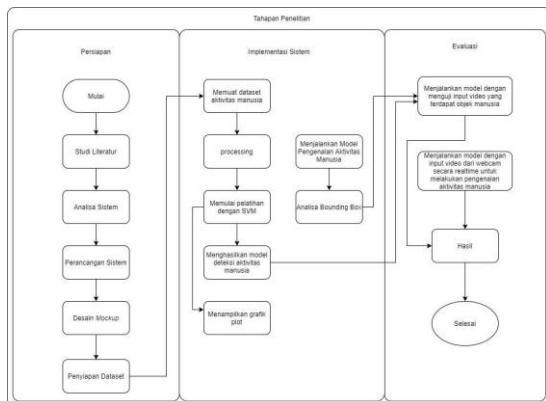 Tahapan Penelitian
Persiapan
Mulai
Studi Literatur
Analisa Sistem
Perancangan Sistem
Desain Mockup
Penyiapan Dataset
Implementasi Sistem
Memuat dataset
aktivitas manusia
processing
Memulai pelatihan
dengan SVM
Menghasilkan model
deteksi aktivitas
manusia
Menampilkan grafik
plot
Menjalankan Model
Pengenalan Aktivitas
Manusia
Analisa Bounding Box
Evaluasi
Menjalankan model dengan
menguji input video yang
terdapat objek manusia
Menjalankan model dengan
input video dari webcam
secara realtime untuk
melakukan pengenalan
aktivitas manusia
Hasil
Selesai